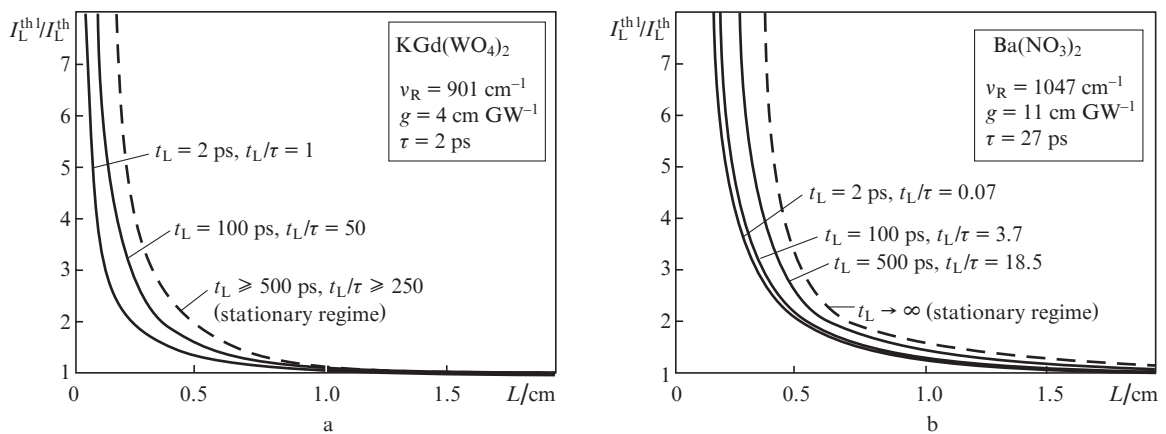 I_L^th1/I_L^th
7
6
5
4
3
2
1
0
0.5
1.0
1.5
L/cm
KGd(WO₄)₂
ν_R = 901 cm⁻¹
g = 4 cm GW⁻¹
τ = 2 ps
t_L = 2 ps, t_L/τ = 1
t_L = 100 ps, t_L/τ = 50
t_L ⩾ 500 ps, t_L/τ ⩾ 250
(stationary regime)
a
I_L^th1/I_L^th
7
6
5
4
3
2
1
0
0.5
1.0
1.5
L/cm
Ba(NO₃)₂
ν_R = 1047 cm⁻¹
g = 11 cm GW⁻¹
τ = 27 ps
t_L = 2 ps, t_L/τ = 0.07
t_L = 100 ps, t_L/τ = 3.7
t_L = 500 ps, t_L/τ = 18.5
t_L → ∞ (stationary regime)
b